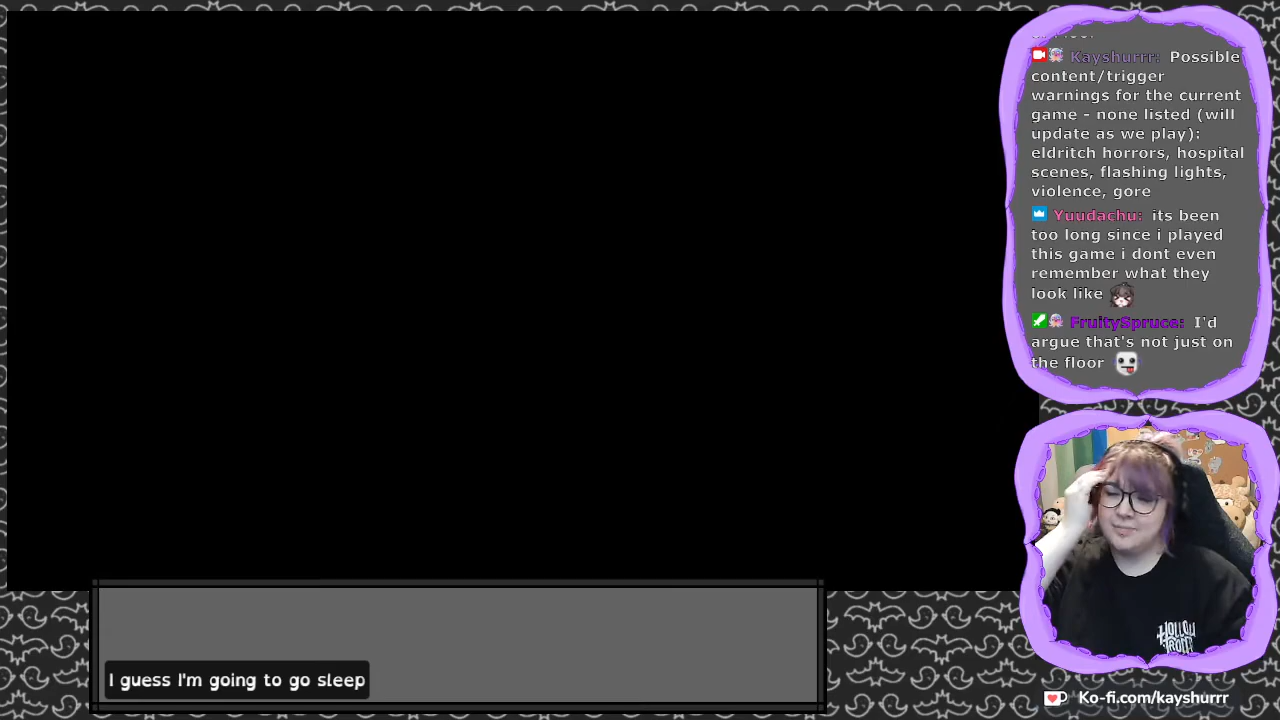 Kayshurrr: Possible
content/trigger
warnings for the current
game - none listed (will
update as we play):
eldritch horrors, hospital
scenes, flashing lights,
violence, gore
Yuudachu: its been
too long since i played
this game i dont even
remember what they
look like
FruitySpruce: I'd
argue that's not just on
the floor
I guess I'm going to go sleep
Ko-fi.com/kayshurrr